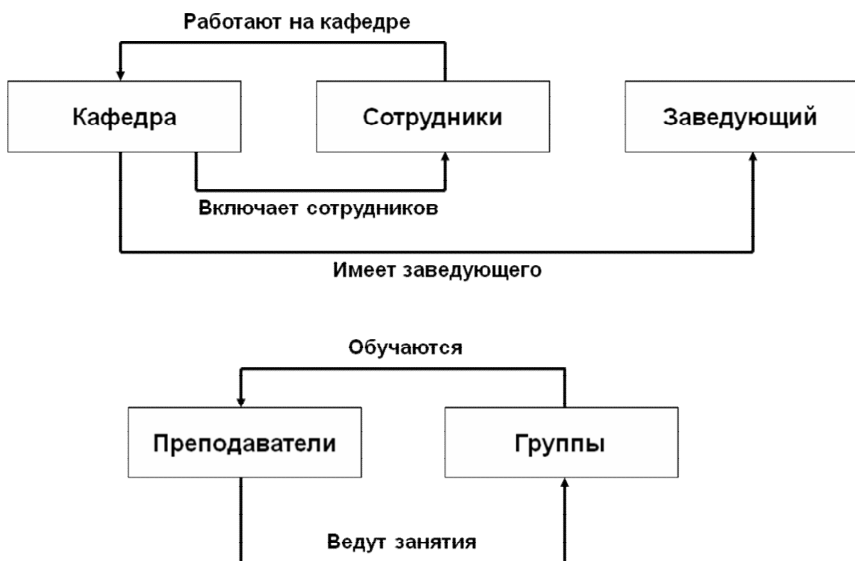 Работают на кафедре
Кафедра
Сотрудники
Заведующий
Включает сотрудников
Имеет заведующего
Обучаются
Преподаватели
Группы
Ведут занятия